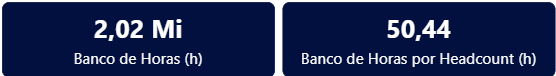 2,02 Mi
Banco de Horas (h)
50,44
Banco de Horas por Headcount (h)